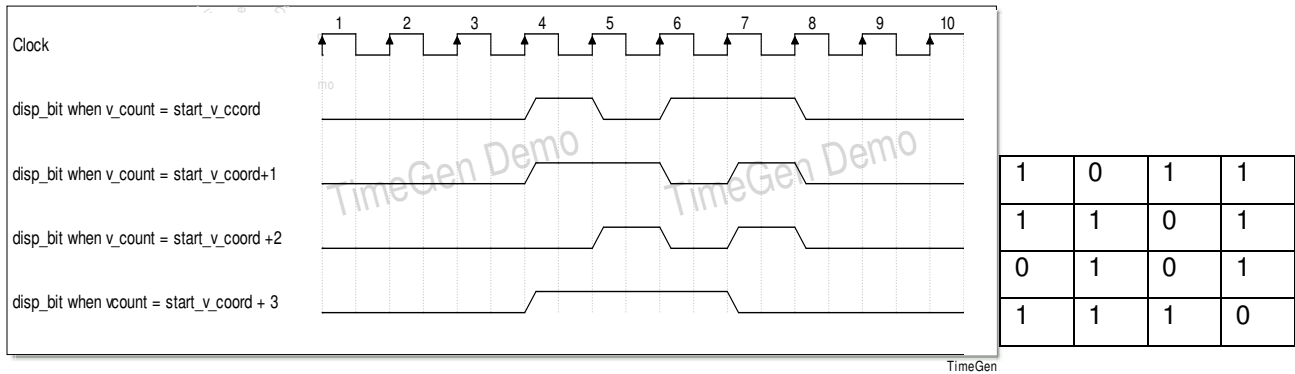 1 2 3 4 5 6 7 8 9 10
Clock
mo
disp_bit when v_count = start_v_ccord
disp_bit when v_count = start_v_coord+1
disp_bit when v_count = start_v_coord +2
disp_bit when vcount = start_v_coord + 3
TimeGen Demo
TimeGen Demo
TimeGen
1 0 1 1
1 1 0 1
0 1 0 1
1 1 1 0